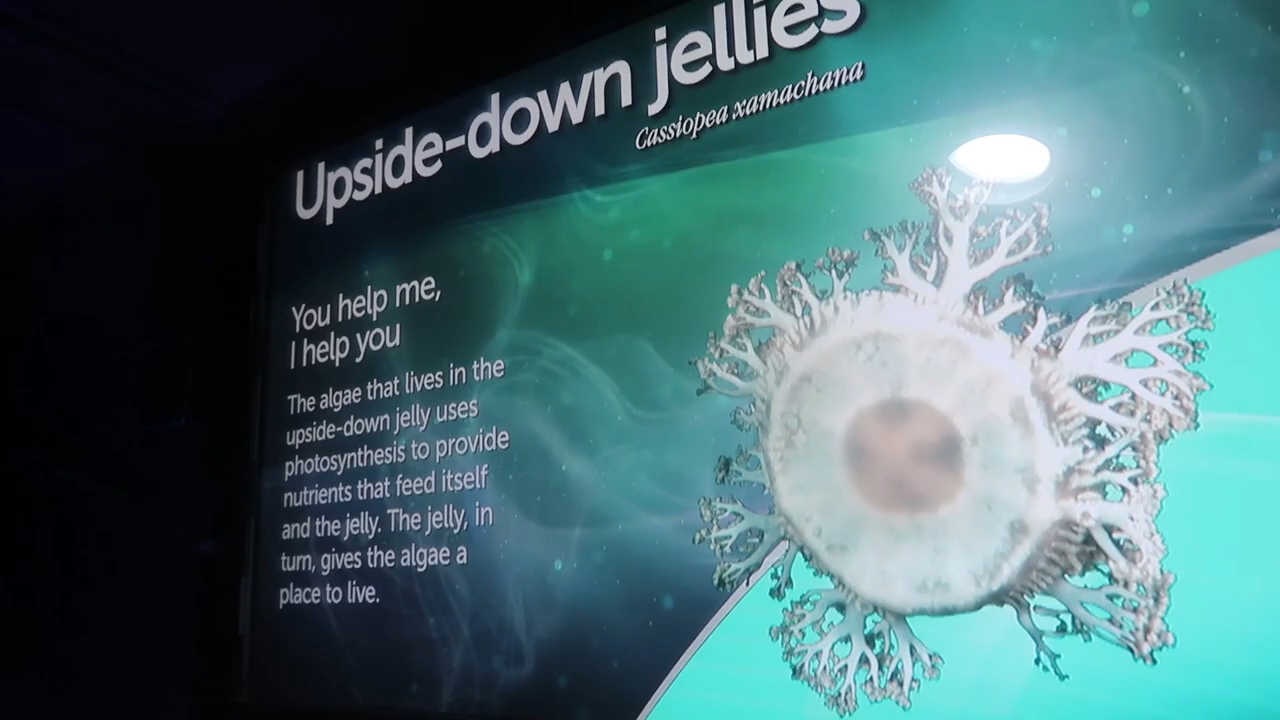 Upside-down jellies
Cassiopea xamachana
You help me,
I help you
The algae that lives in the
upside-down jelly uses
photosynthesis to provide
nutrients that feed itself
and the jelly. The jelly, in
turn, gives the algae a
place to live.